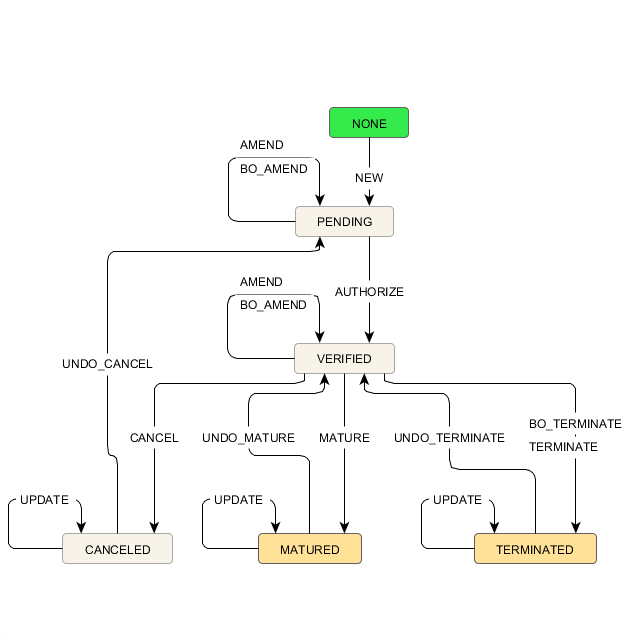 NONE
AMEND
BO_AMEND
NEW
PENDING
AMEND
BO_AMEND
AUTHORIZE
VERIFIED
UNDO_CANCEL
CANCEL
UNDO_MATURE
MATURE
UNDO_TERMINATE
BO_TERMINATE
TERMINATE
UPDATE
UPDATE
UPDATE
CANCELED
MATURED
TERMINATED